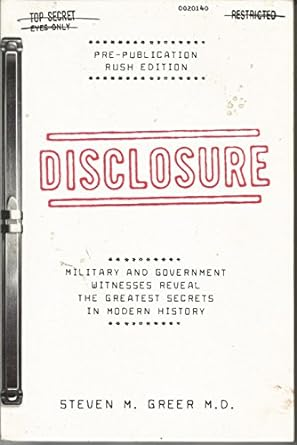 0020140
TOP SECRET
EYES ONLY
RESTRICTED
PRE-PUBLICATION
RUSH EDITION
DISCLOSURE
MILITARY AND GOVERNMENT
WITNESSES REVEAL
THE GREATEST SECRETS
IN MODERN HISTORY
STEVEN M. GREER M.D.